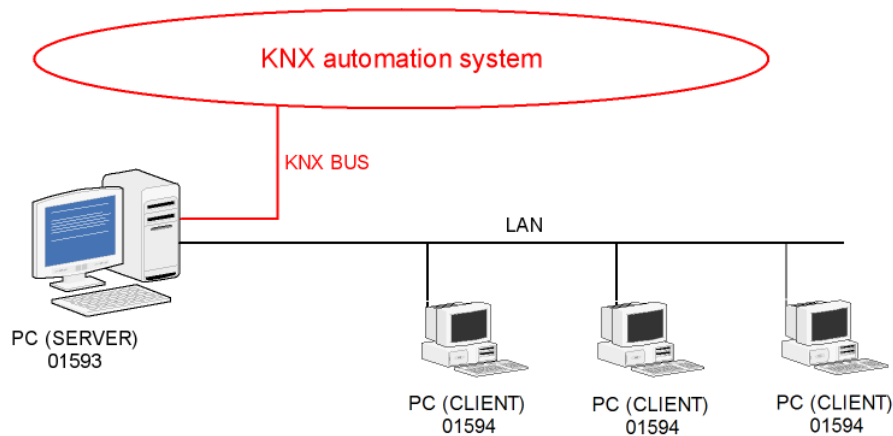 KNX automation system
KNX BUS
LAN
PC (SERVER)
01593
PC (CLIENT)
01594
PC (CLIENT)
01594
PC (CLIENT)
01594